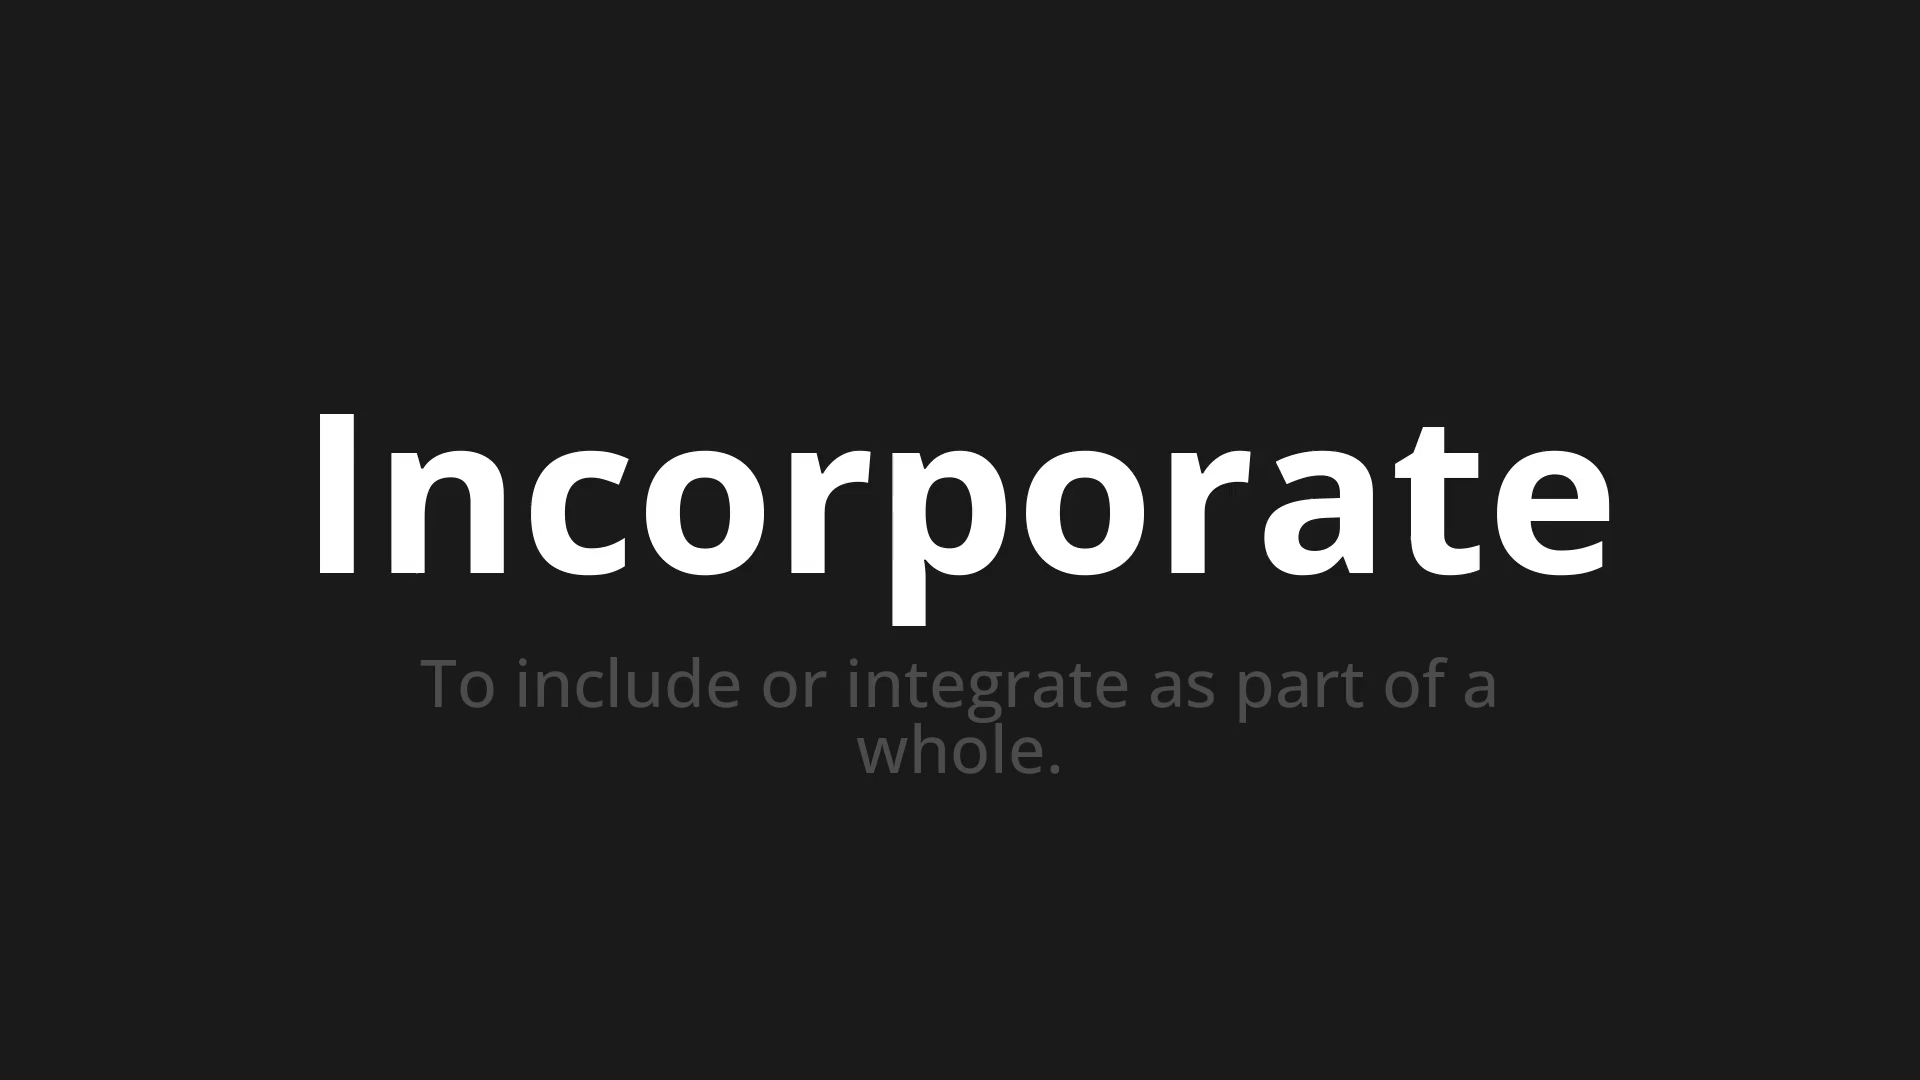 Incorporate
To include or integrate as part of a
whole.